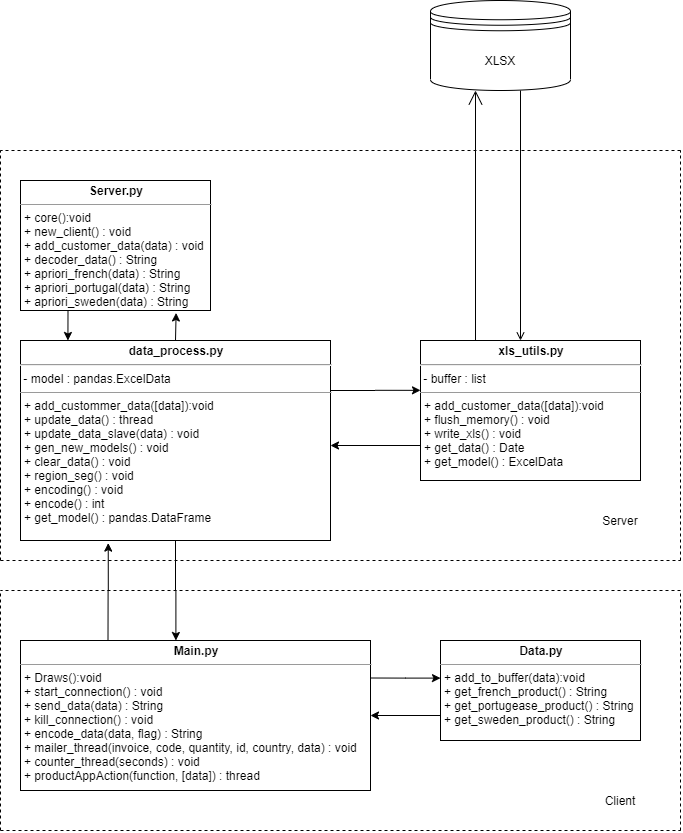 XLSX
Server.py
+ core():void
+ new_client() : void
+ add_customer_data(data) : void
+ decoder_data() : String
+ apriori_french(data) : String
+ apriori_portugal(data) : String
+ apriori_sweden(data) : String
data_process.py
- model : pandas.ExcelData
+ add_custommer_data([data]):void
+ update_data() : thread
+ update_data_slave(data) : void
+ gen_new_models() : void
+ clear_data() : void
+ region_seg() : void
+ encoding() : void
+ encode() : int
+ get_model() : pandas.DataFrame
xls_utils.py
- buffer : list
+ add_customer_data([data]):void
+ flush_memory() : void
+ write_xls() : void
+ get_data() : Date
+ get_model() : ExcelData
Server
Main.py
+ Draws():void
+ start_connection() : void
+ send_data(data) : String
+ kill_connection() : void
+ encode_data(data, flag) : String
+ mailer_thread(invoice, code, quantity, id, country, data) : void
+ counter_thread(seconds) : void
+ productAppAction(function, [data]) : thread
Data.py
+ add_to_buffer(data):void
+ get_french_product() : String
+ get_portugease_product() : String
+ get_sweden_product() : String
Client